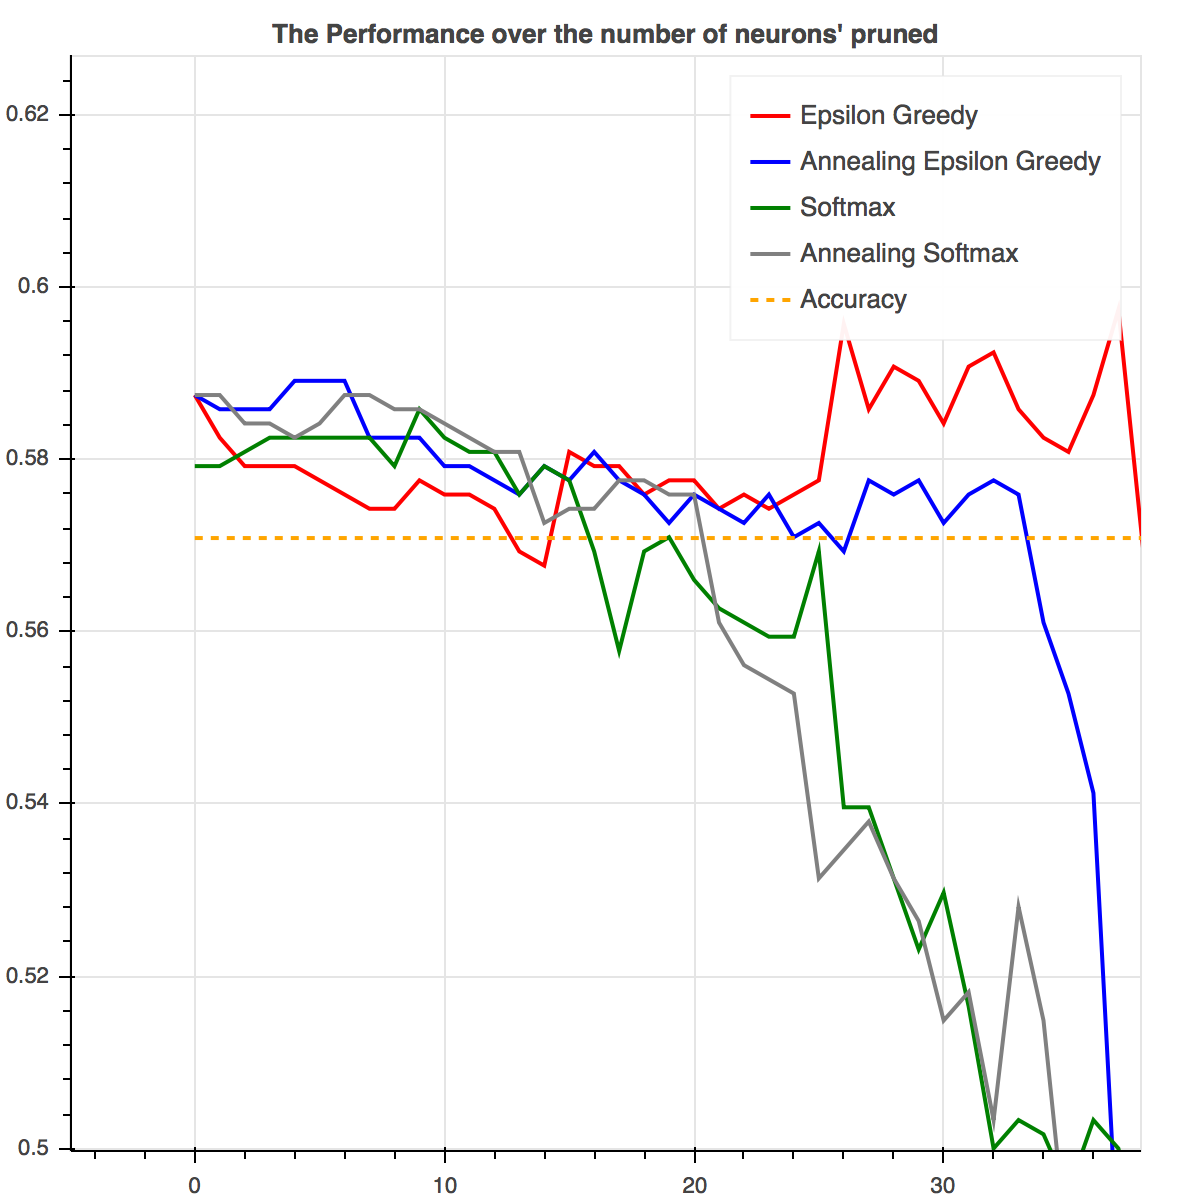 The Performance over the number of neurons' pruned
Epsilon Greedy
Annealing Epsilon Greedy
Softmax
Annealing Softmax
Accuracy
0.62
0.6
0.58
0.56
0.54
0.52
0.5
0 10 20 30